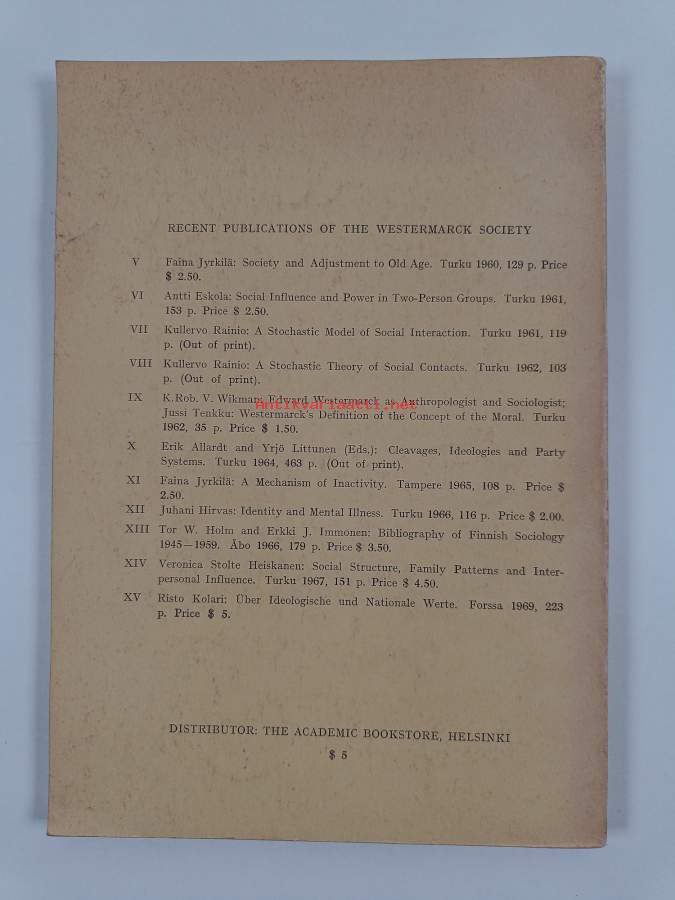 RECENT PUBLICATIONS OF THE WESTERMARCK SOCIETY
V Faina Jyrkilä: Society and Adjustment to Old Age. Turku 1960, 129 p. Price
$ 2.50.
VI Antti Eskola: Social Influence and Power in Two-Person Groups. Turku 1961,
153 p. Price $ 2.50.
VII Kullervo Rainio: A Stochastic Model of Social Interaction. Turku 1961, 119
p. (Out of print).
VIII Kullervo Rainio: A Stochastic Theory of Social Contacts. Turku 1962, 103
p. (Out of print).
IX K.Rob. V. Wikman: Edward Westermarck as Anthropologist and Sociologist;
Antikvariaatti.net
Jussi Tenkku: Westermarck's Definition of the Concept of the Moral. Turku
1962, 35 p. Price $ 1.50.
X Erik Allardt and Yrjö Littunen (Eds.): Cleavages, Ideologies and Party
Systems. Turku 1964, 463 p. (Out of print).
XI Faina Jyrkilä: A Mechanism of Inactivity. Tampere 1965, 108 p. Price $
2.50.
XII Juhani Hirvas: Identity and Mental Illness. Turku 1966, 116 p. Price $ 2.00.
XIII Tor W. Holm and Erkki J. Immonen: Bibliography of Finnish Sociology
1945—1959. Åbo 1966, 179 p. Price $ 3.50.
XIV Veronica Stolte Heiskanen: Social Structure, Family Patterns and Inter-
personal Influence. Turku 1967, 151 p. Price $ 4.50.
XV Risto Kolari: Über Ideologische und Nationale Werte. Forssa 1969, 223
p. Price $ 5.
DISTRIBUTOR: THE ACADEMIC BOOKSTORE, HELSINKI
$ 5